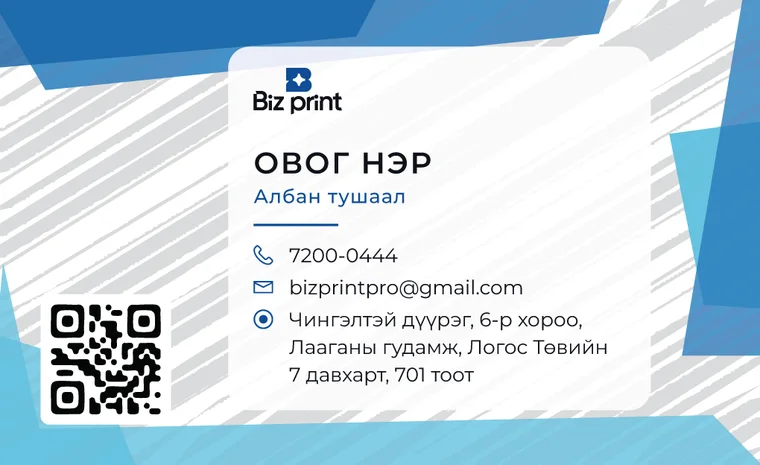 Biz print
ОВОГ НЭР
Албан тушаал
7200-0444
bizprintpro@gmail.com
Чингэлтэй дүүрэг, 6-р хороо,
Лааганы гудамж, Логос Төвийн
7 давхарт, 701 тоот